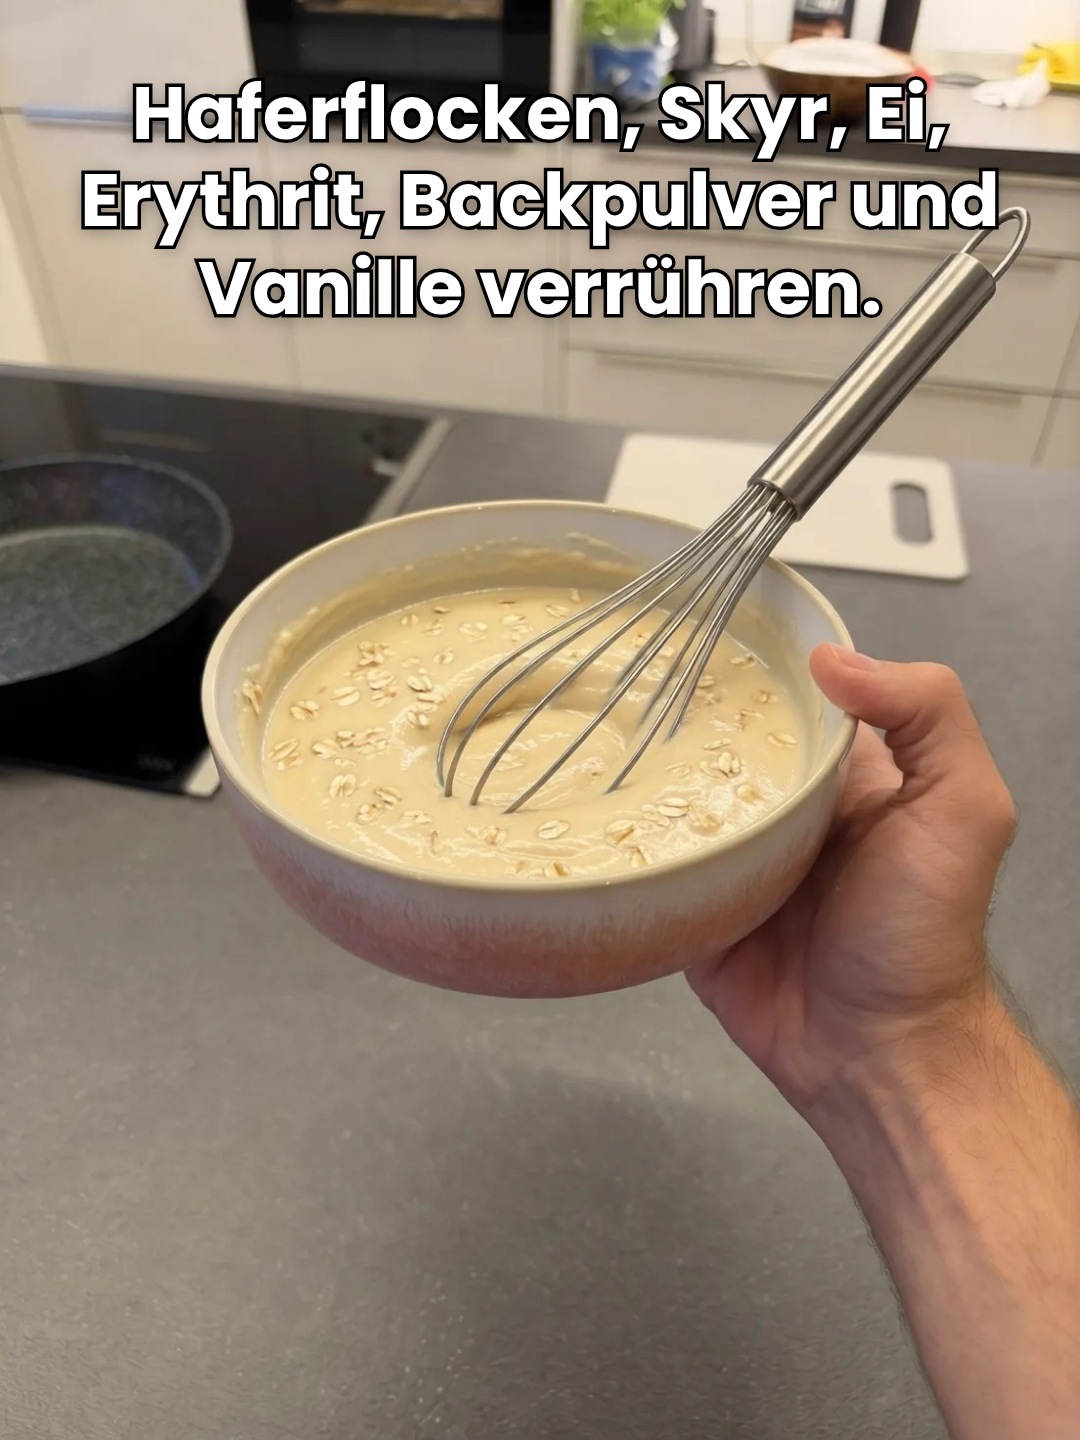 Haferflocken, Skyr, Ei,
Erythrit, Backpulver und
Vanille verrühren.